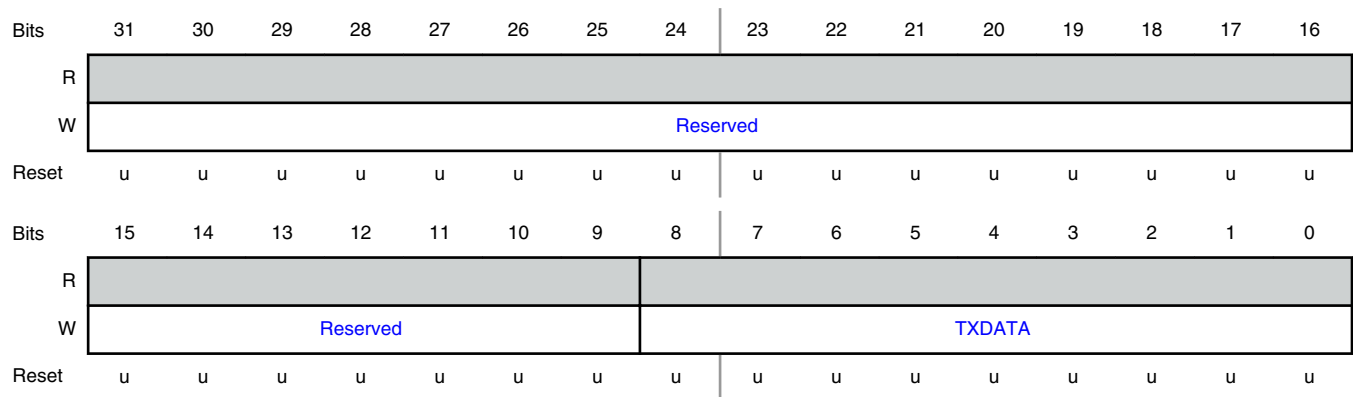 Bits 31 30 29 28 27 26 25 24 23 22 21 20 19 18 17 16
R
W Reserved
Reset u u u u u u u u u u u u u u u u
Bits 15 14 13 12 11 10 9 8 7 6 5 4 3 2 1 0
R
W Reserved TXDATA
Reset u u u u u u u u u u u u u u u u